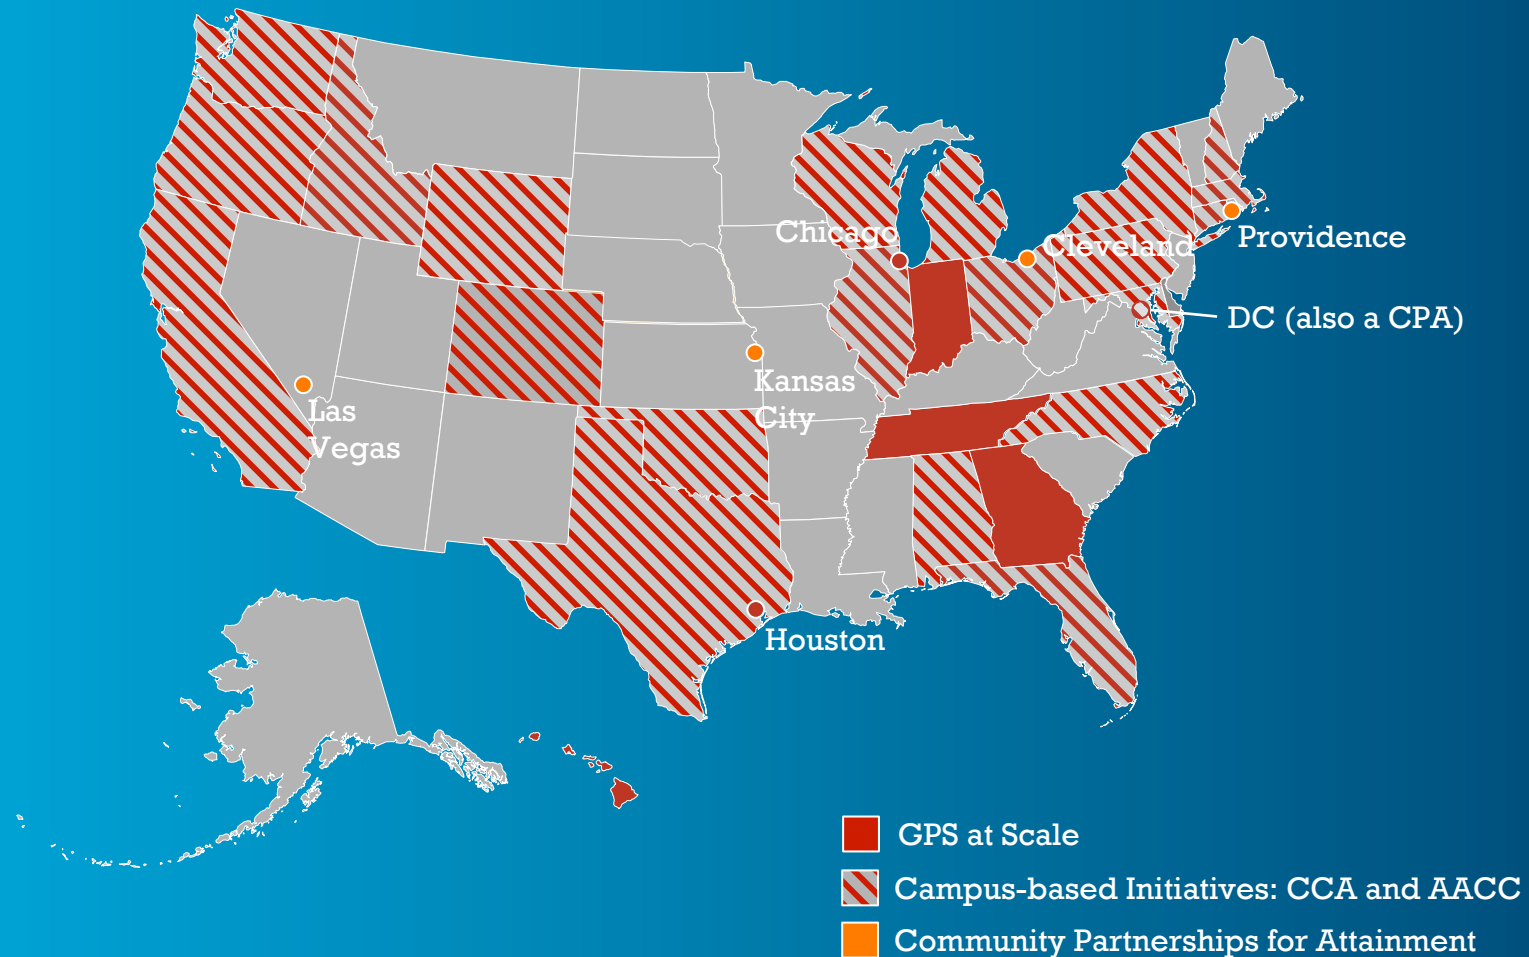 Chicago
Cleveland
Providence
DC (also a CPA)
Kansas
City
Las
Vegas
Houston
GPS at Scale
Campus-based Initiatives: CCA and AACC
Community Partnerships for Attainment